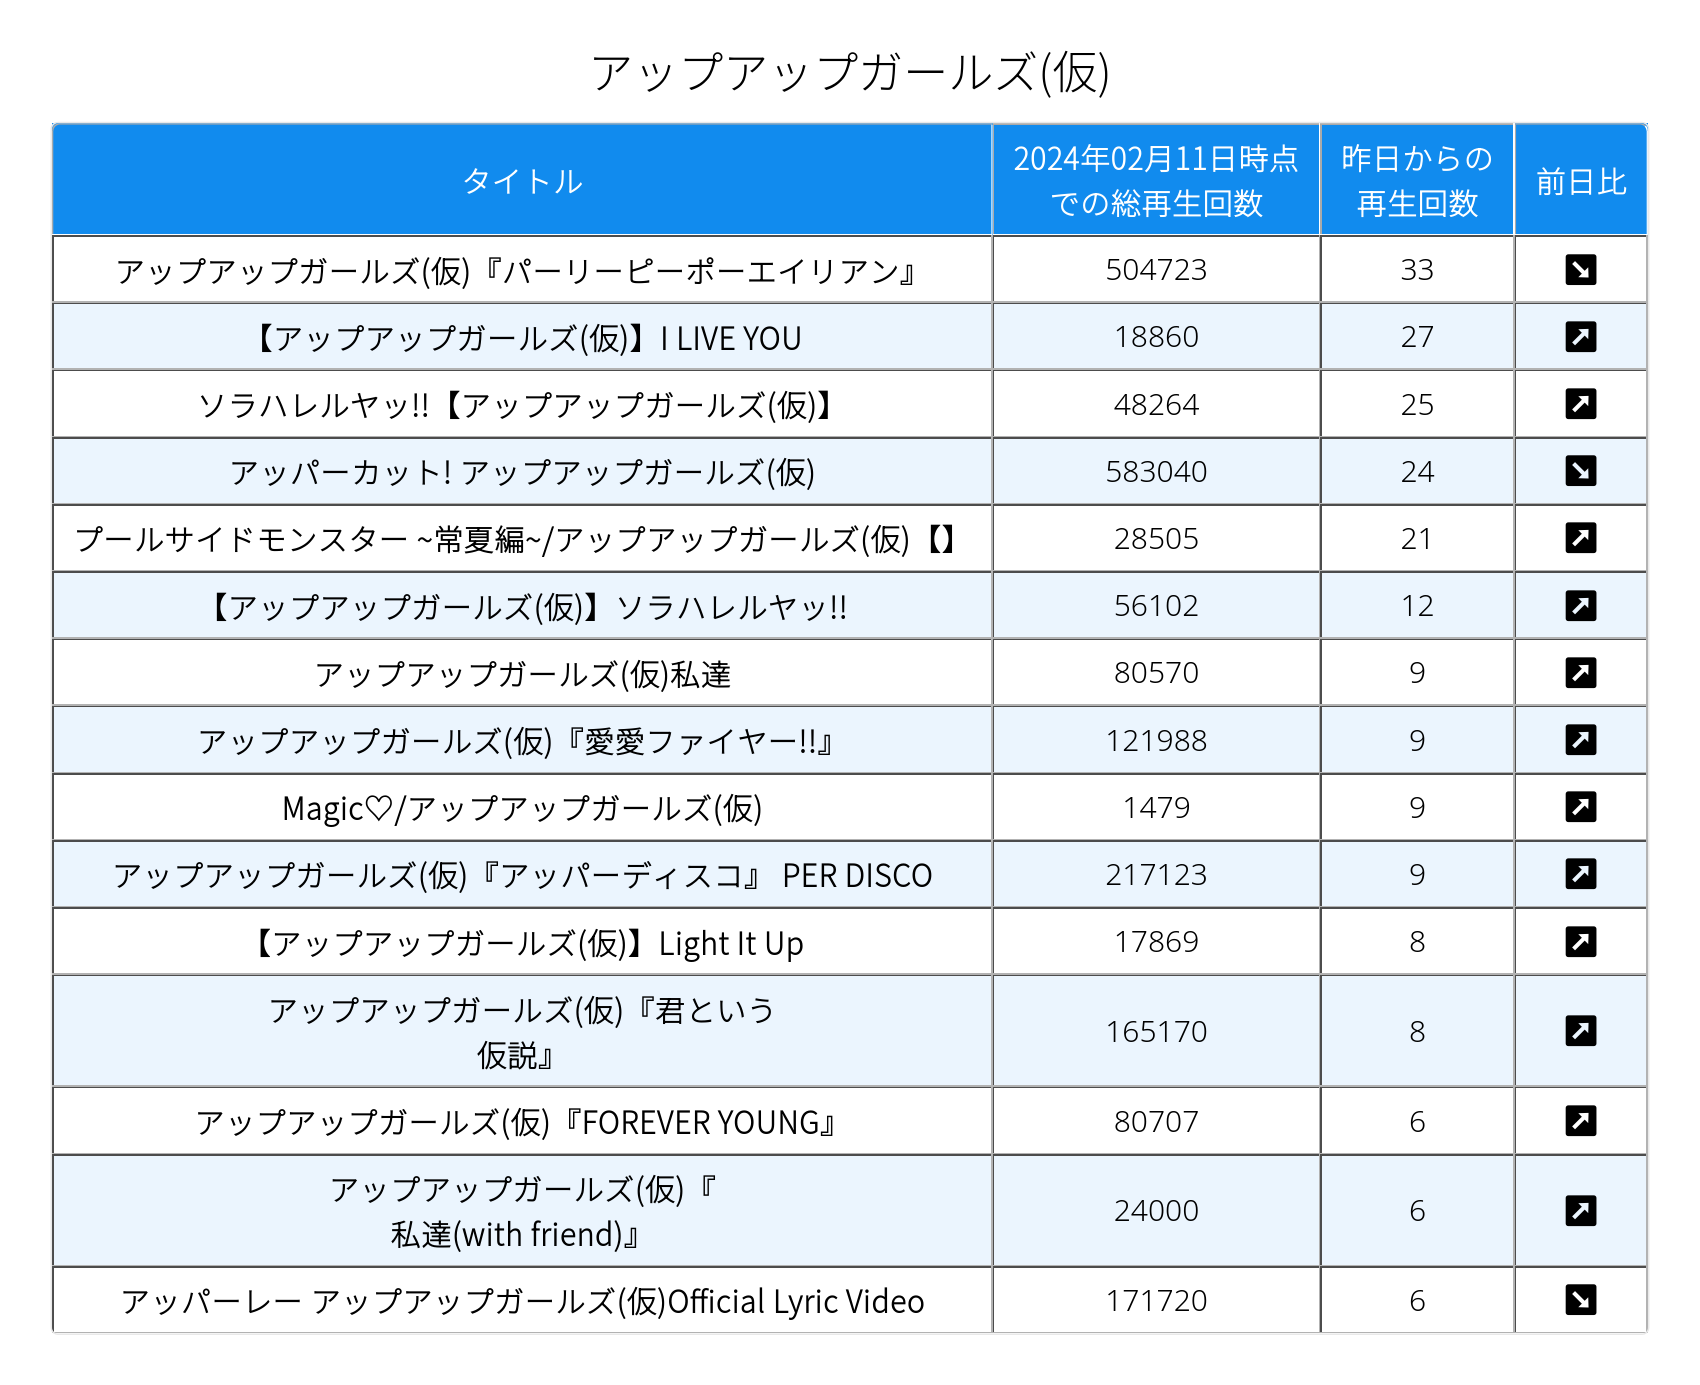 アップアップガールズ(仮)
タイトル
2024年02月11日時点
での総再生回数
昨日からの
再生回数
前日比
アップアップガールズ(仮)『パーリーピーポーエイリアン』 504723 33
【アップアップガールズ(仮)】I LIVE YOU 18860 27
ソラハレルヤッ!!【アップアップガールズ(仮)】 48264 25
アッパーカット! アップアップガールズ(仮) 583040 24
プールサイドモンスター ~常夏編~/アップアップガールズ(仮)【】 28505 21
【アップアップガールズ(仮)】ソラハレルヤッ!! 56102 12
アップアップガールズ(仮)私達 80570 9
アップアップガールズ(仮)『愛愛ファイヤー!!』 121988 9
Magic♡/アップアップガールズ(仮) 1479 9
アップアップガールズ(仮)『アッパーディスコ』 PER DISCO 217123 9
【アップアップガールズ(仮)】Light It Up 17869 8
アップアップガールズ(仮)『君という
仮説』 165170 8
アップアップガールズ(仮)『FOREVER YOUNG』 80707 6
アップアップガールズ(仮)『
私達(with friend)』 24000 6
アッパーレー アップアップガールズ(仮)Official Lyric Video 171720 6